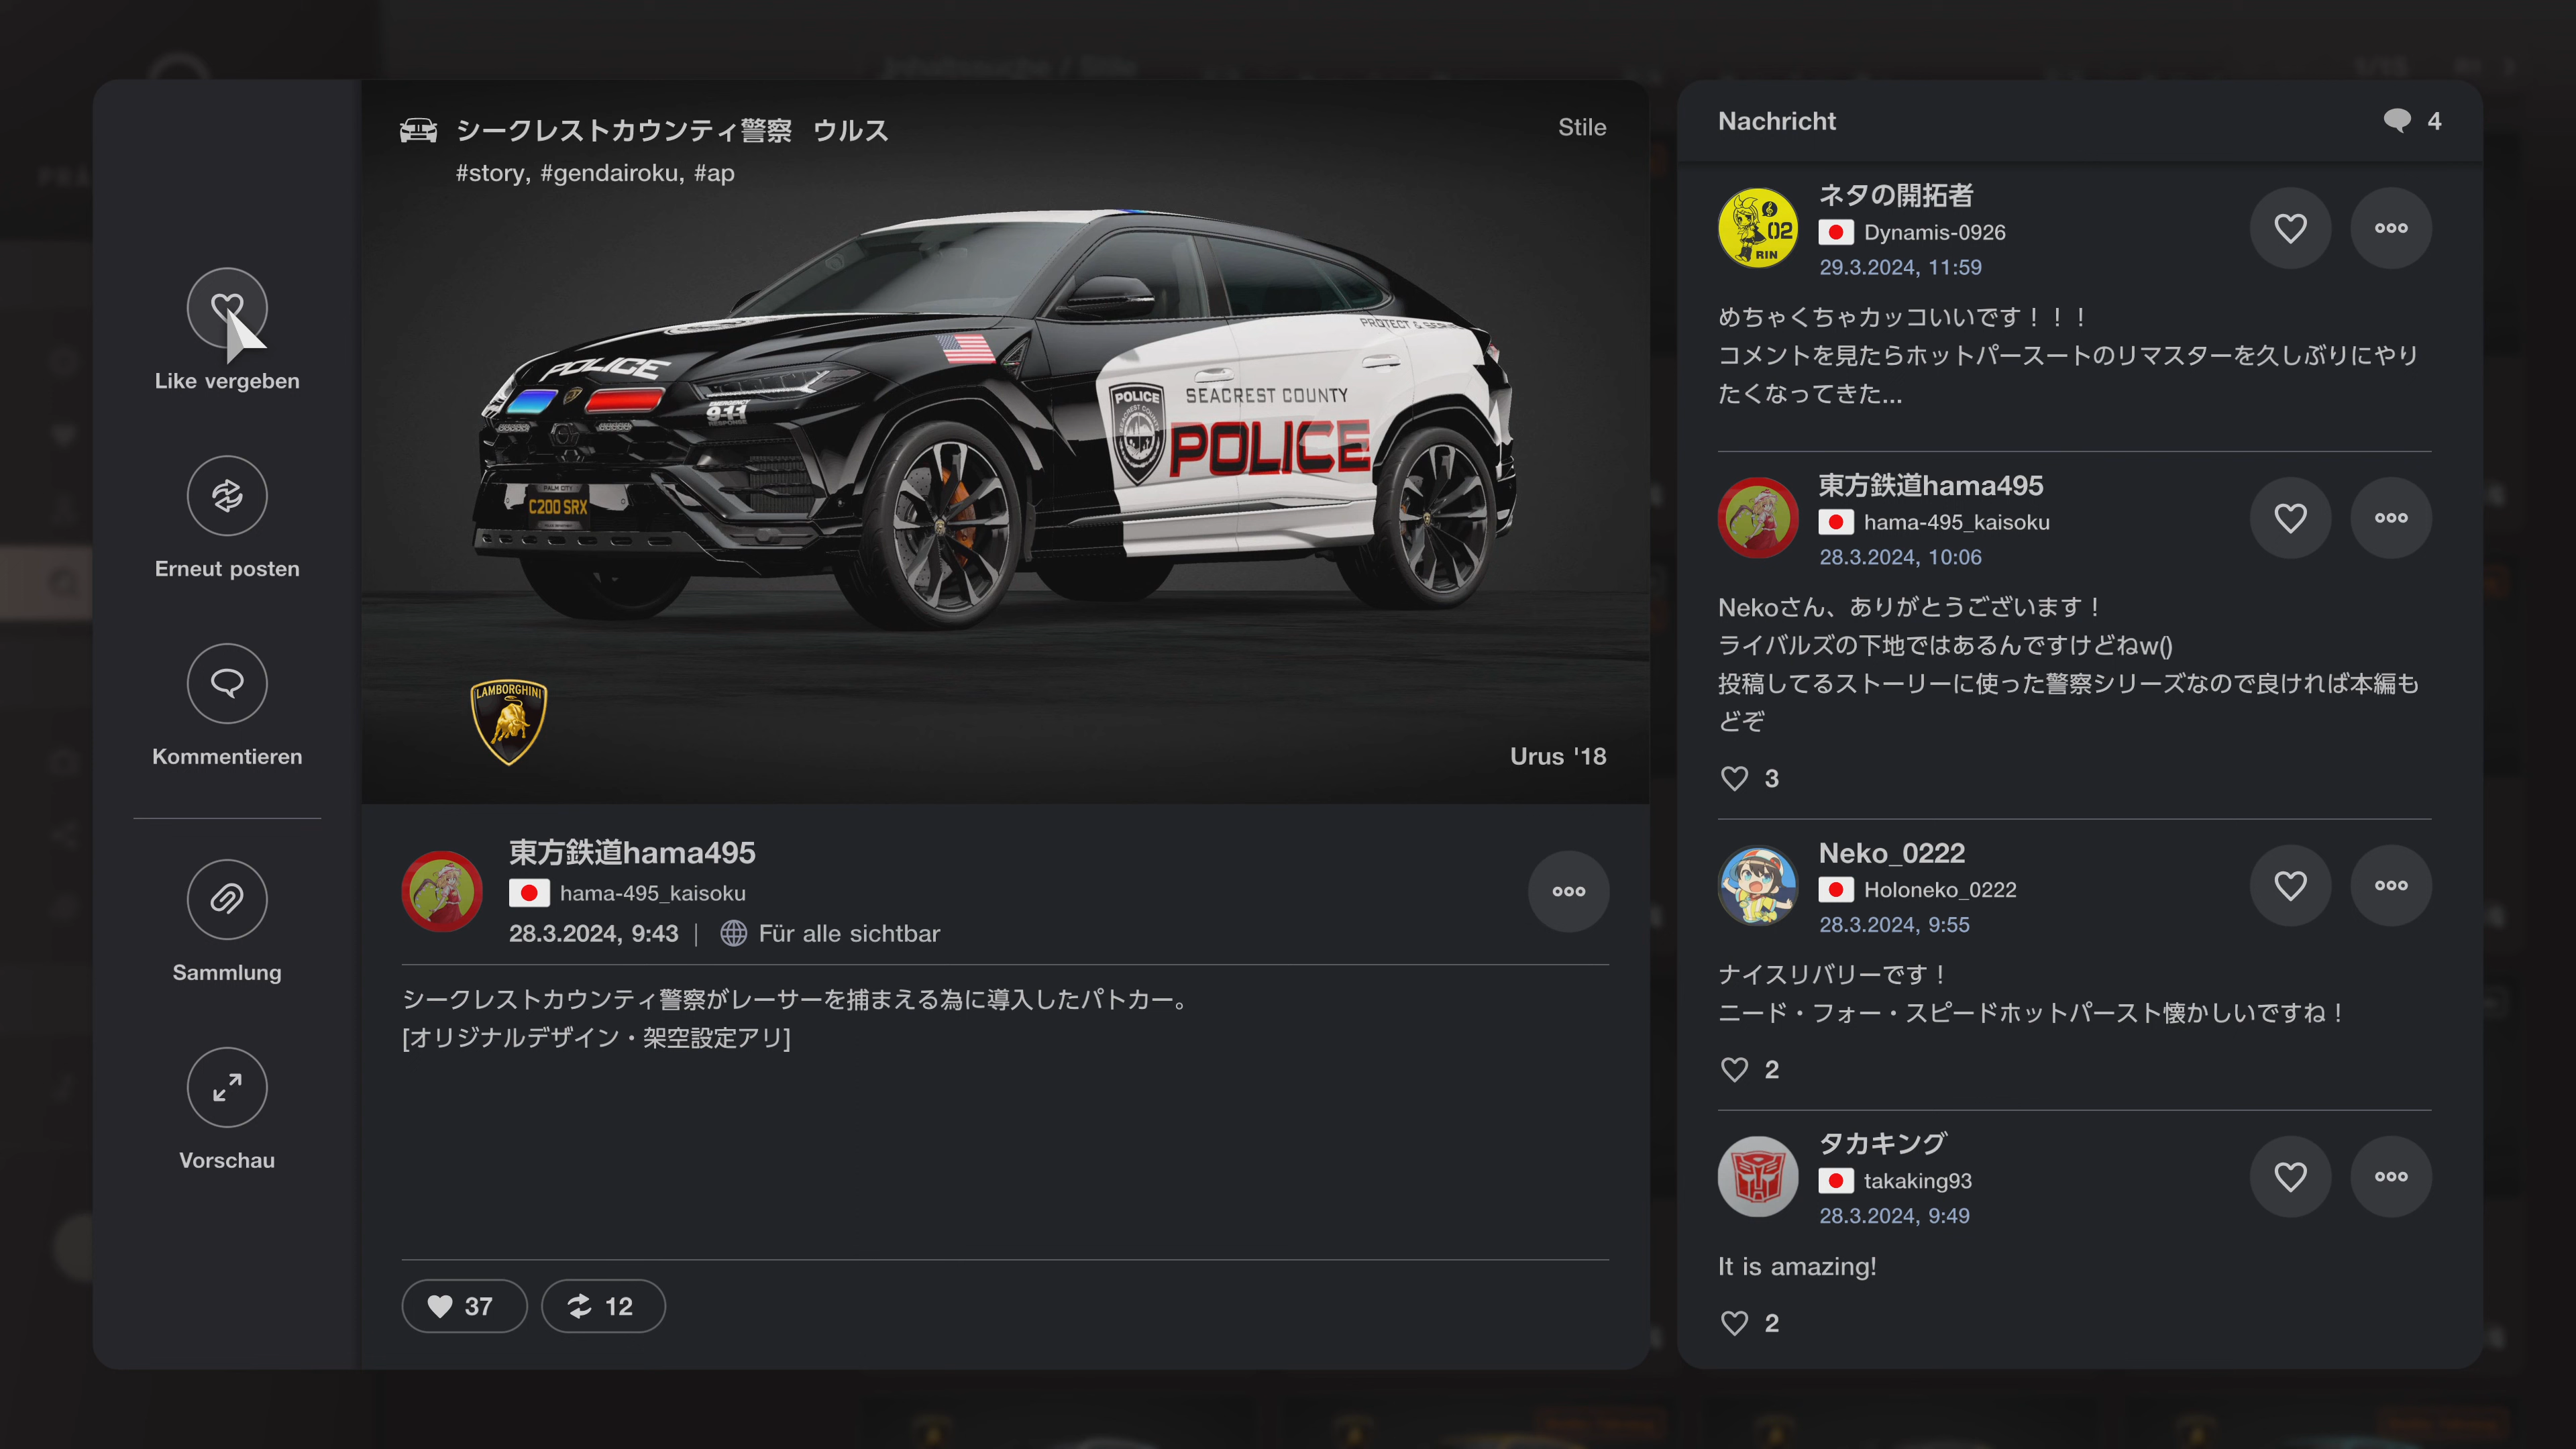 シークレストカウンティ警察　ウルス
#story, #gendairoku, #ap
Stile
POLICE
911
RESPONSE
PROTECT & SERVE
SEACREST COUNTY
POLICE
POLICE
PALM CITY
C200 SRX
LAMBORGHINI
Urus '18
Like vergeben
Erneut posten
Kommentieren
Sammlung
Vorschau
東方鉄道hama495
hama-495_kaisoku
28.3.2024, 9:43 | Für alle sichtbar
シークレストカウンティ警察がレーサーを捕まえる為に導入したパトカー。
[オリジナルデザイン・架空設定アリ]
37
12
Nachricht
4
02
RIN
ネタの開拓者
Dynamis-0926
29.3.2024, 11:59
めちゃくちゃカッコいいです！！！
コメントを見たらホットパースートのリマスターを久しぶりにやり
たくなってきた...
東方鉄道hama495
hama-495_kaisoku
28.3.2024, 10:06
Nekoさん、ありがとうございます！
ライバルズの下地ではあるんですけどねw()
投稿してるストーリーに使った警察シリーズなので良ければ本編も
どぞ
3
Neko_0222
Holoneko_0222
28.3.2024, 9:55
ナイスリバリーです！
ニード・フォー・スピードホットパースト懐かしいですね！
2
タカキング
takaking93
28.3.2024, 9:49
It is amazing!
2